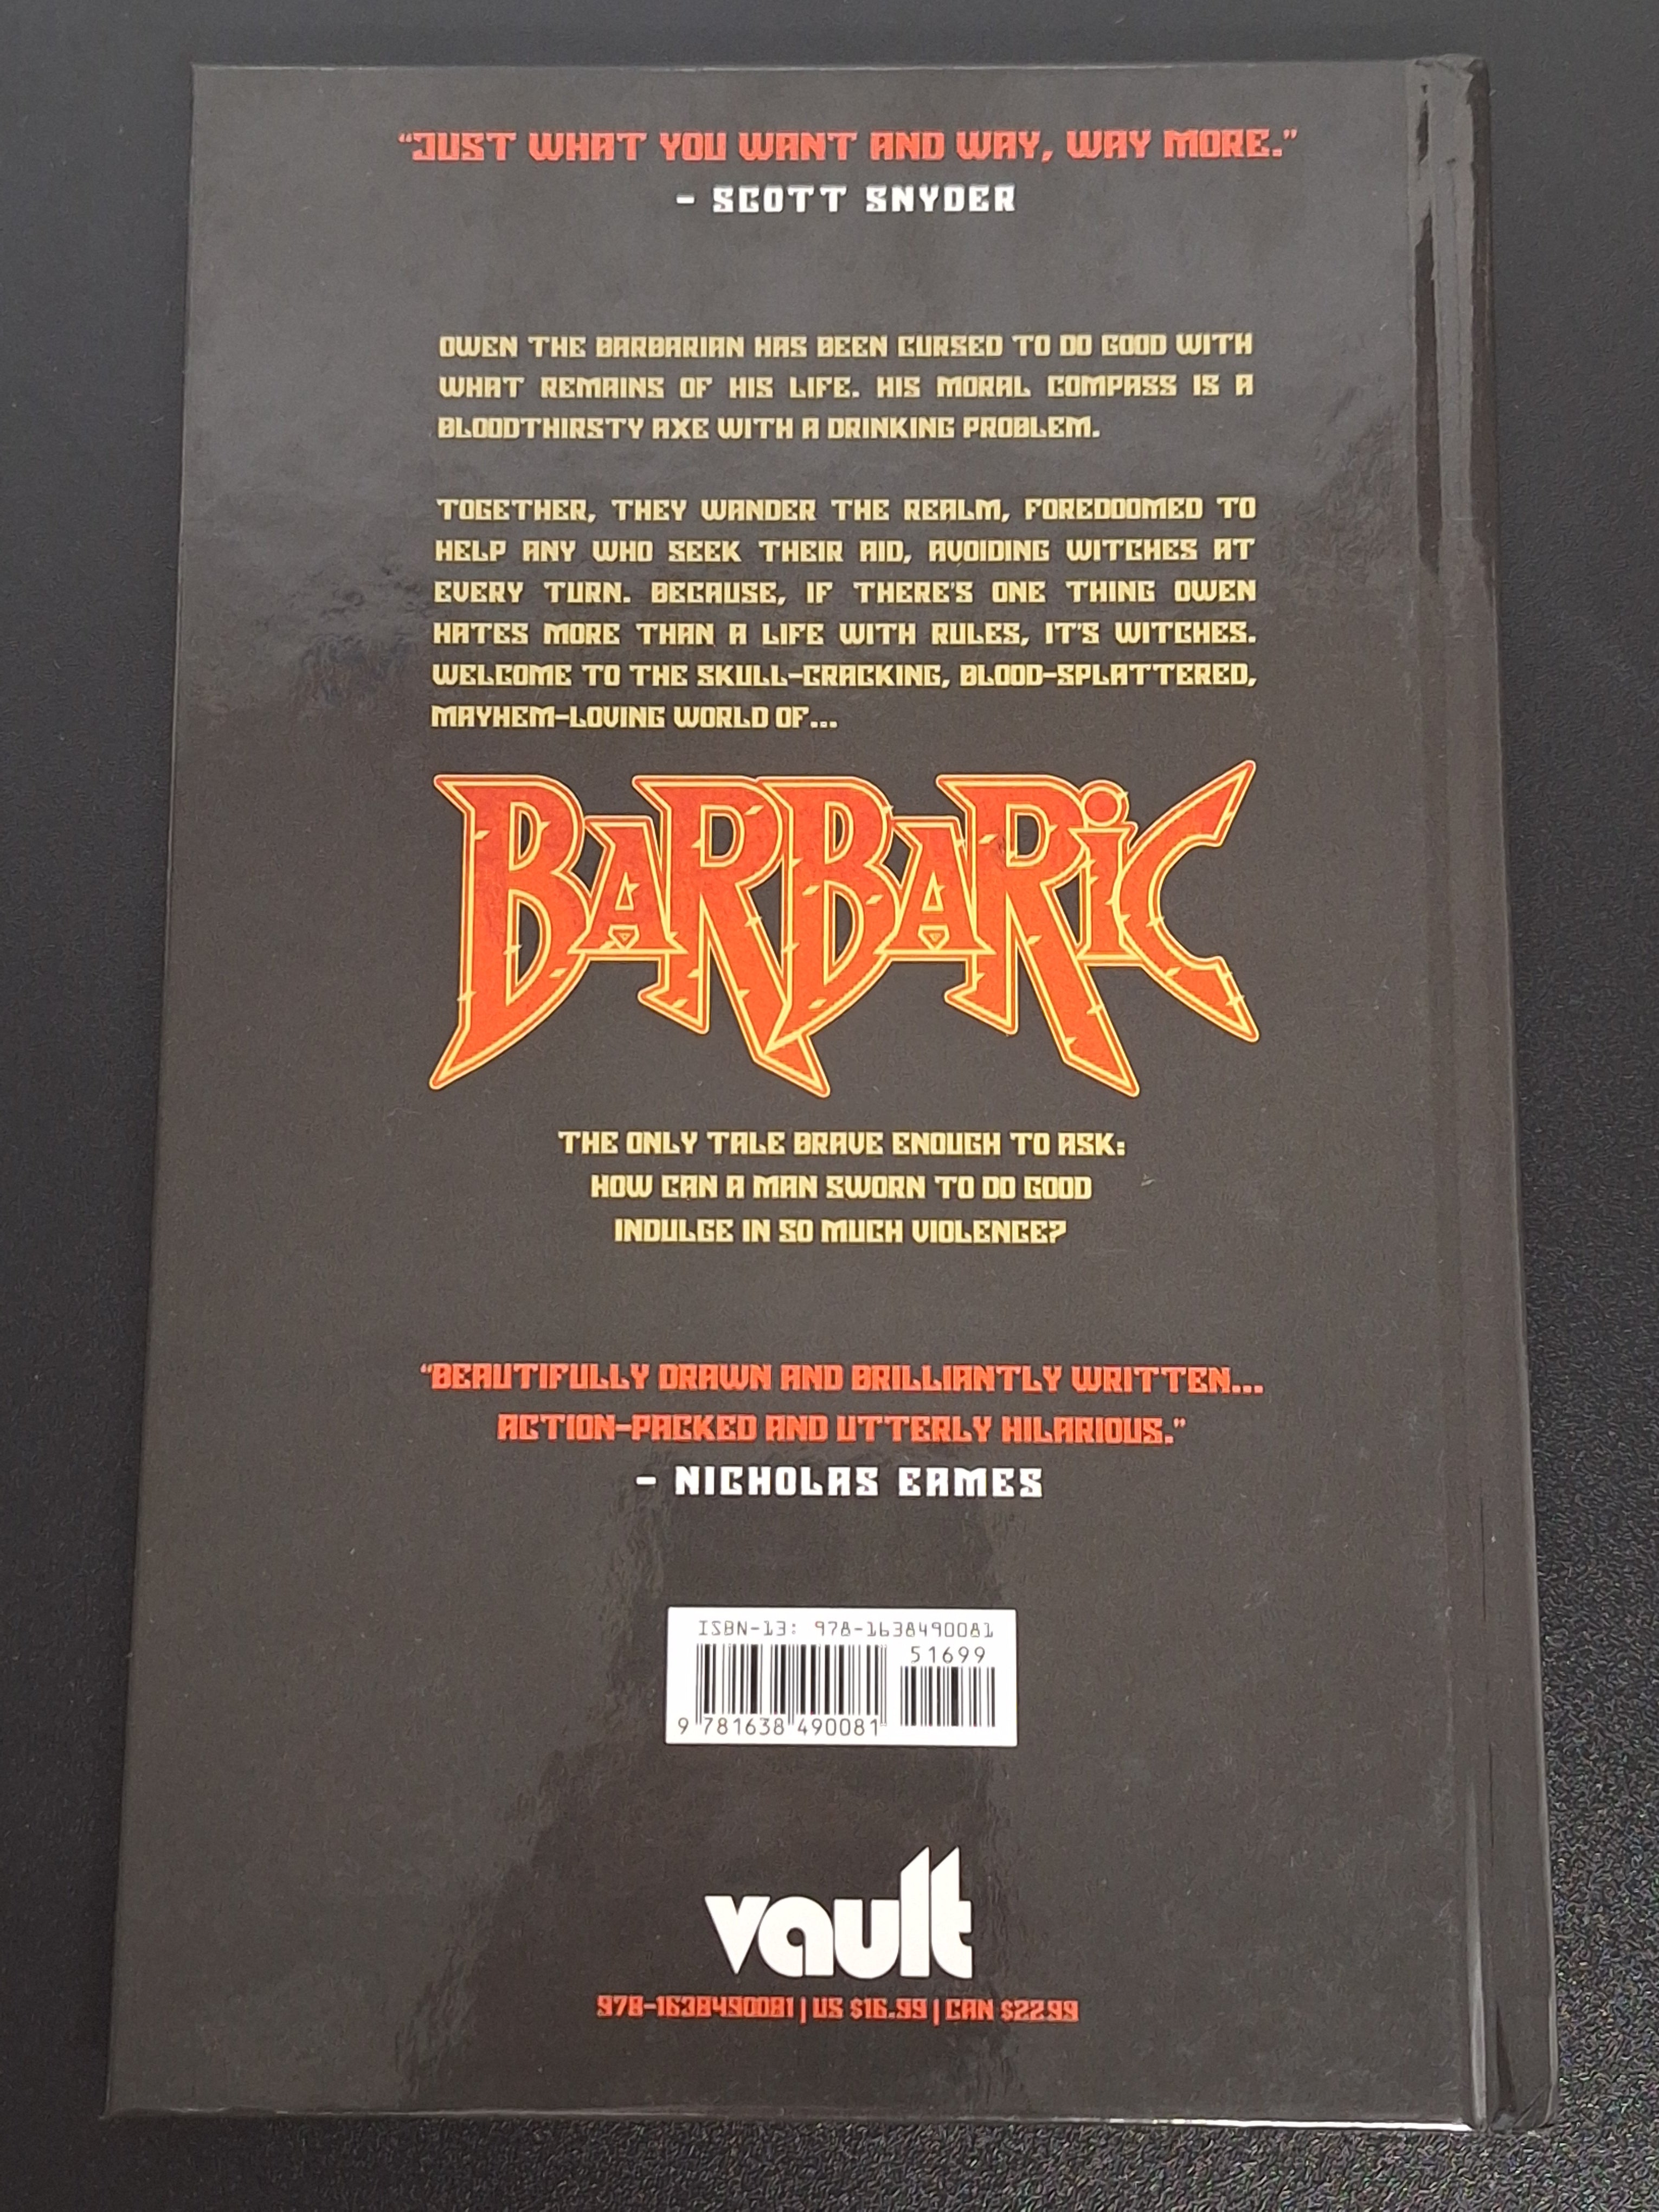 “JUST WHAT YOU WANT AND WAY, WAY MORE.”
– SCOTT SNYDER
OWEN THE BARBARIAN HAS BEEN CURSED TO DO GOOD WITH
WHAT REMAINS OF HIS LIFE. HIS MORAL COMPASS IS A
BLOODTHIRSTY AXE WITH A DRINKING PROBLEM.
TOGETHER, THEY WANDER THE REALM, FOREDOOMED TO
HELP ANY WHO SEEK THEIR AID, AVOIDING WITCHES AT
EVERY TURN. BECAUSE, IF THERE'S ONE THING OWEN
HATES MORE THAN A LIFE WITH RULES, IT'S WITCHES.
WELCOME TO THE SKULL-CRACKING, BLOOD-SPLATTERED,
MAYHEM-LOVING WORLD OF...
BARBARiC
THE ONLY TALE BRAVE ENOUGH TO ASK:
HOW CAN A MAN SWORN TO DO GOOD
INDULGE IN SO MUCH VIOLENCE?
“BEAUTIFULLY DRAWN AND BRILLIANTLY WRITTEN...
ACTION-PACKED AND UTTERLY HILARIOUS.”
– NICHOLAS EAMES
ISBN-13: 978-1638490081
51699
9 781638 490081
vault
978-1638490081 | US $16.99 | CAN $22.99